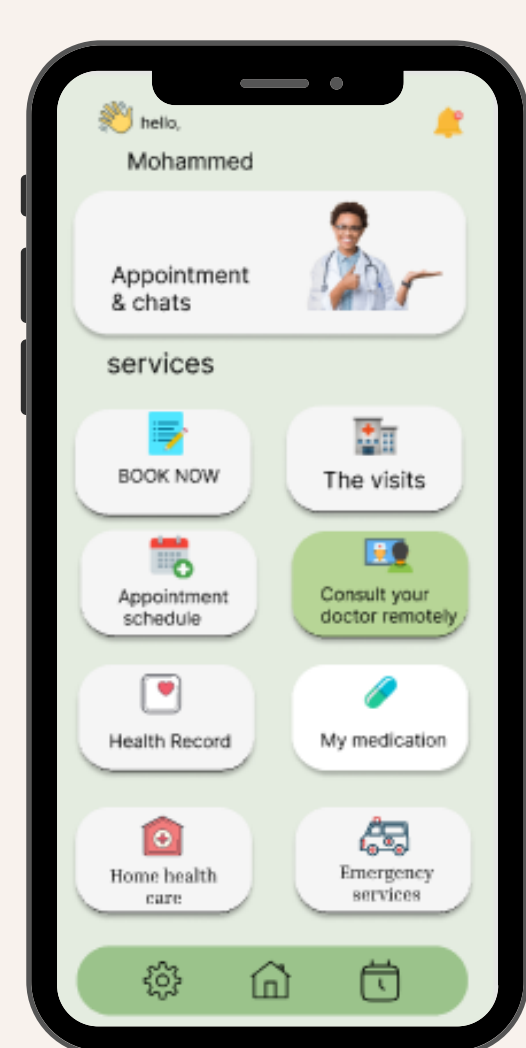 hello,
Mohammed
Appointment
& chats
services
BOOK NOW
The visits
Appointment
schedule
Consult your
doctor remotely
Health Record
My medication
Home health
care
Emergency
services